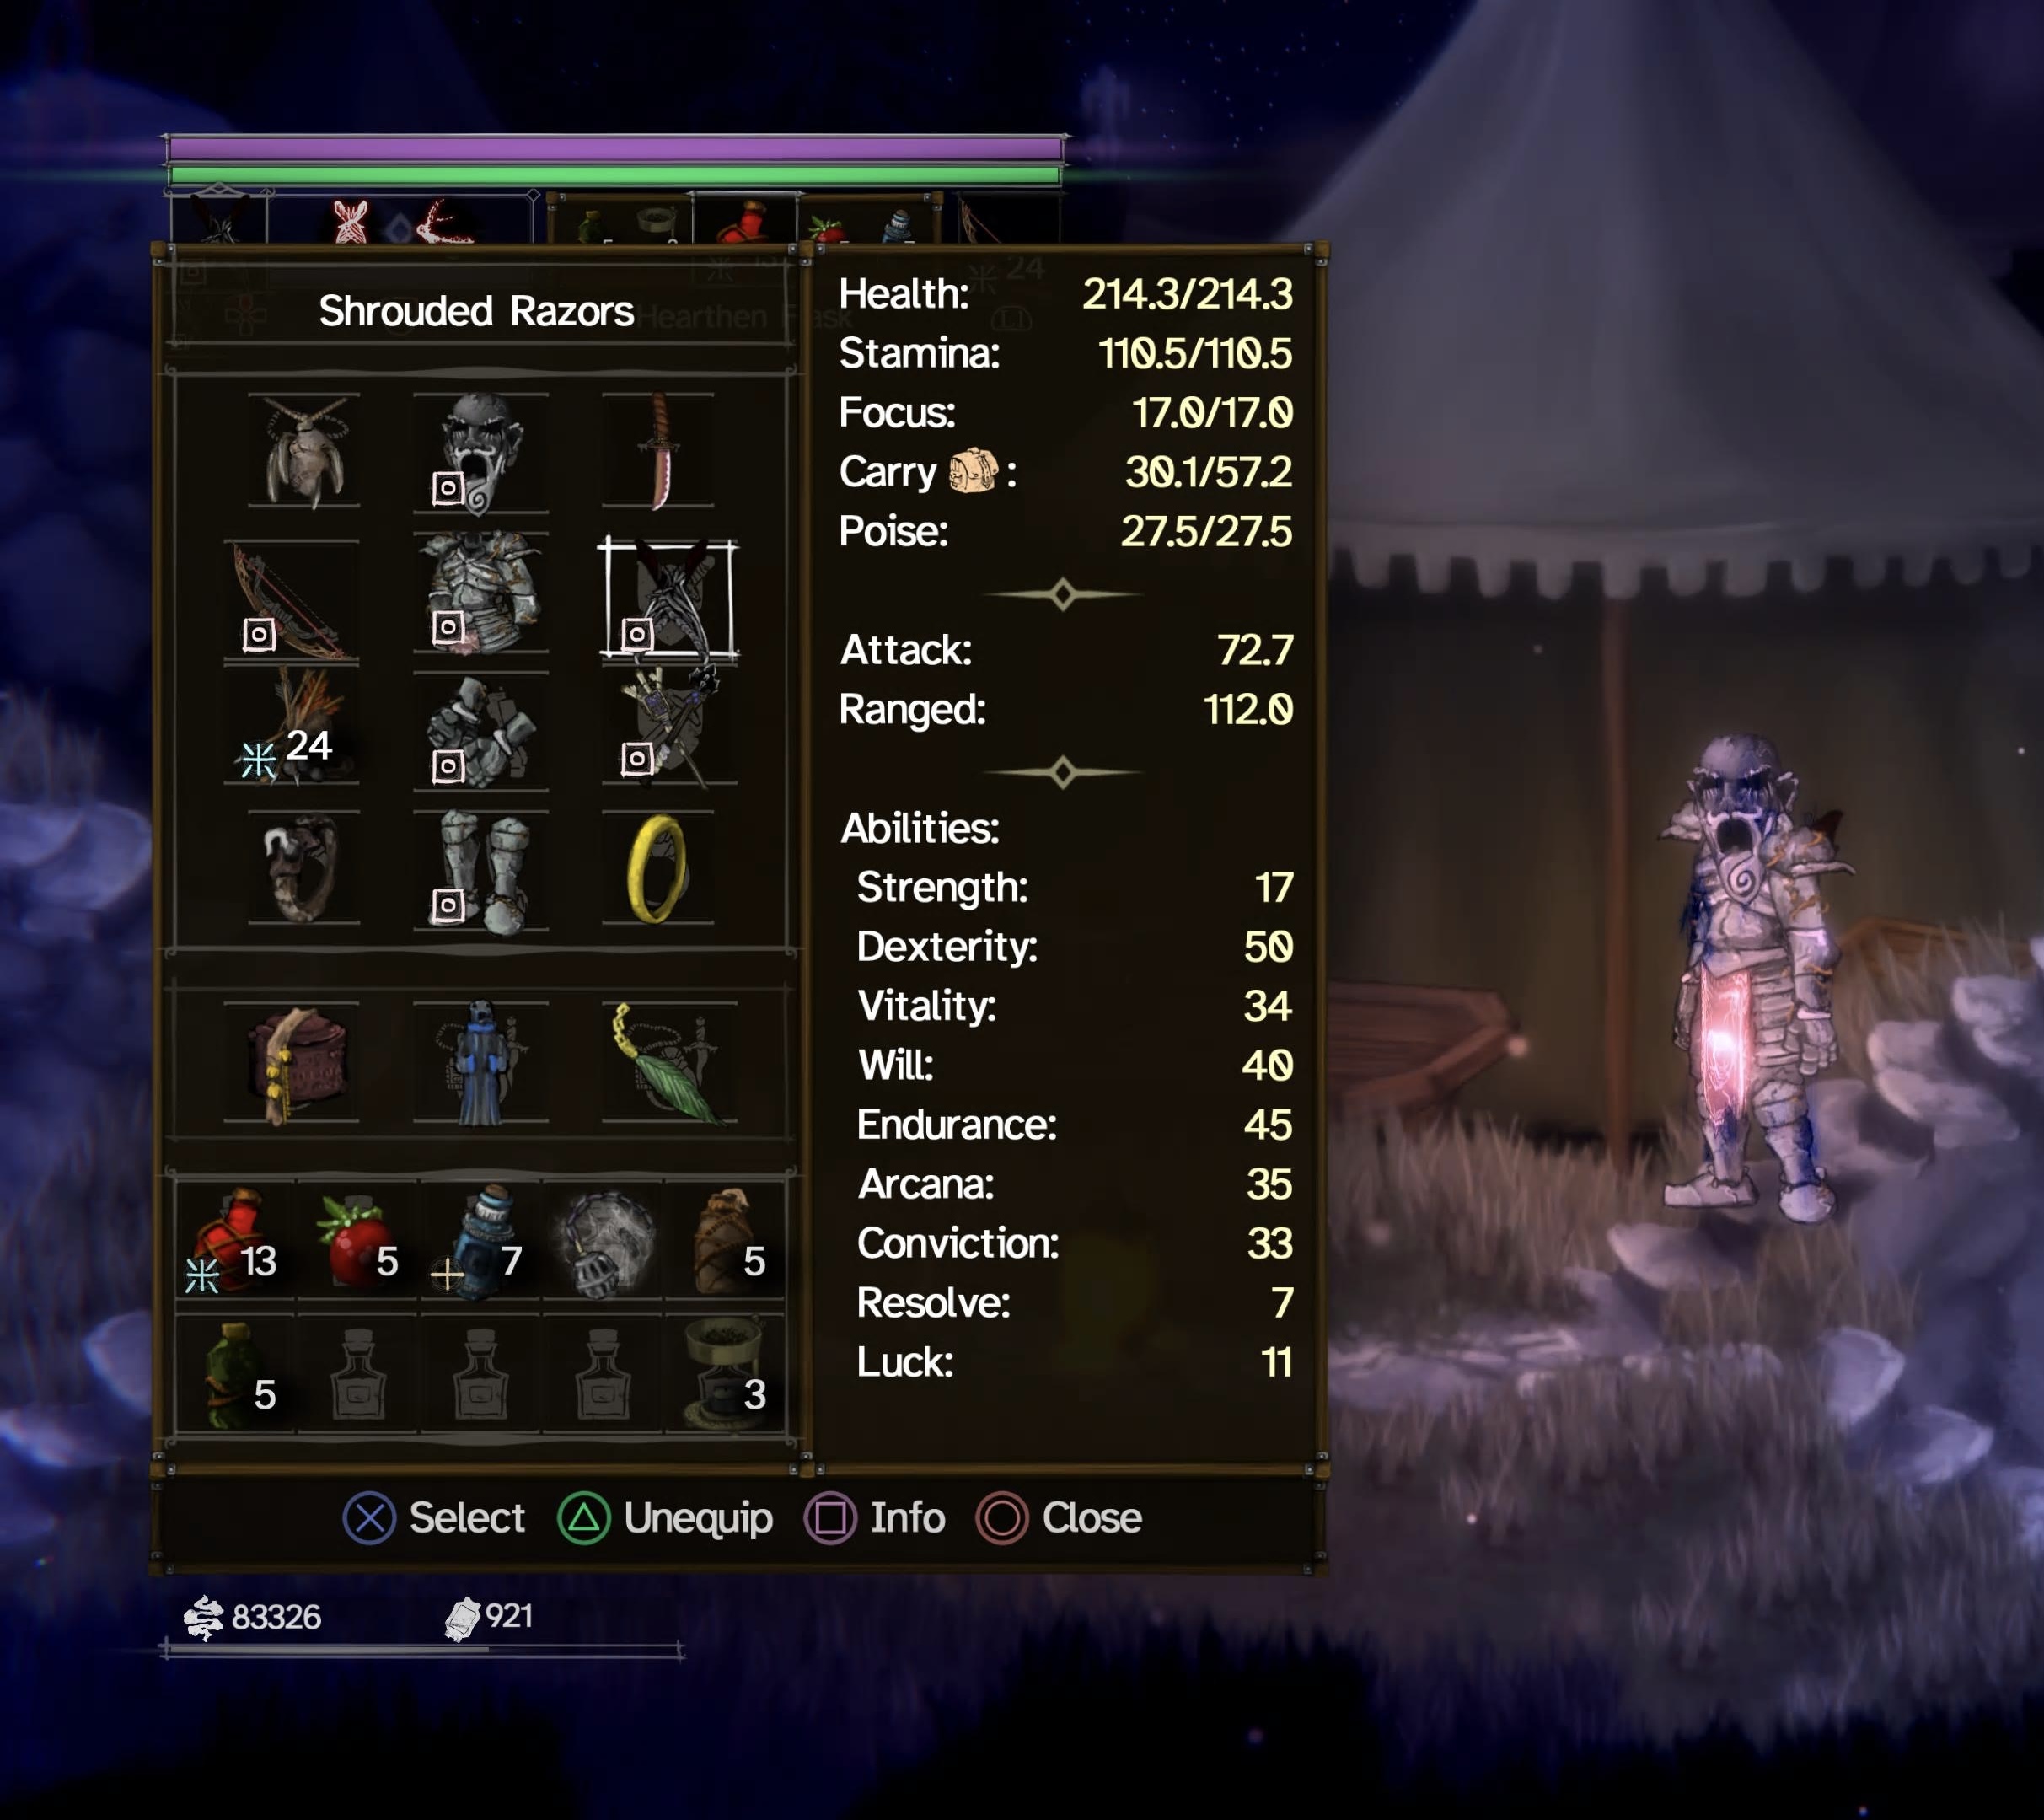 Shrouded Razors
Hearthen Flask
24
24
13
5
7
5
5
3
Health: 214.3/214.3
Stamina: 110.5/110.5
Focus: 17.0/17.0
Carry : 30.1/57.2
Poise: 27.5/27.5
Attack: 72.7
Ranged: 112.0
Abilities:
Strength: 17
Dexterity: 50
Vitality: 34
Will: 40
Endurance: 45
Arcana: 35
Conviction: 33
Resolve: 7
Luck: 11
Select Unequip Info Close
83326 921